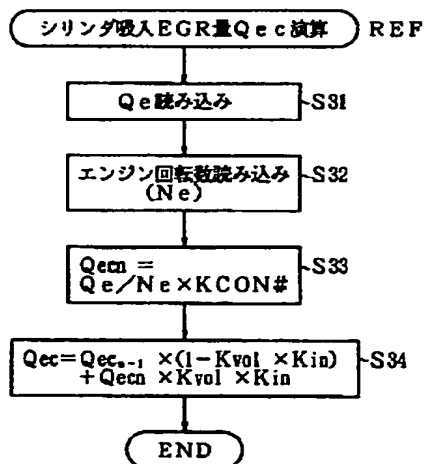 シリンダ吸入EGR量Qec演算 REF
Qe読み込み S31
エンジン回転数読み込み S32
(Ne)
Qecn = S33
Qe/Ne×KCON#
Qec=Qecn-1 ×(1-Kvol ×Kin) S34
+Qecn ×Kvol ×Kin
END